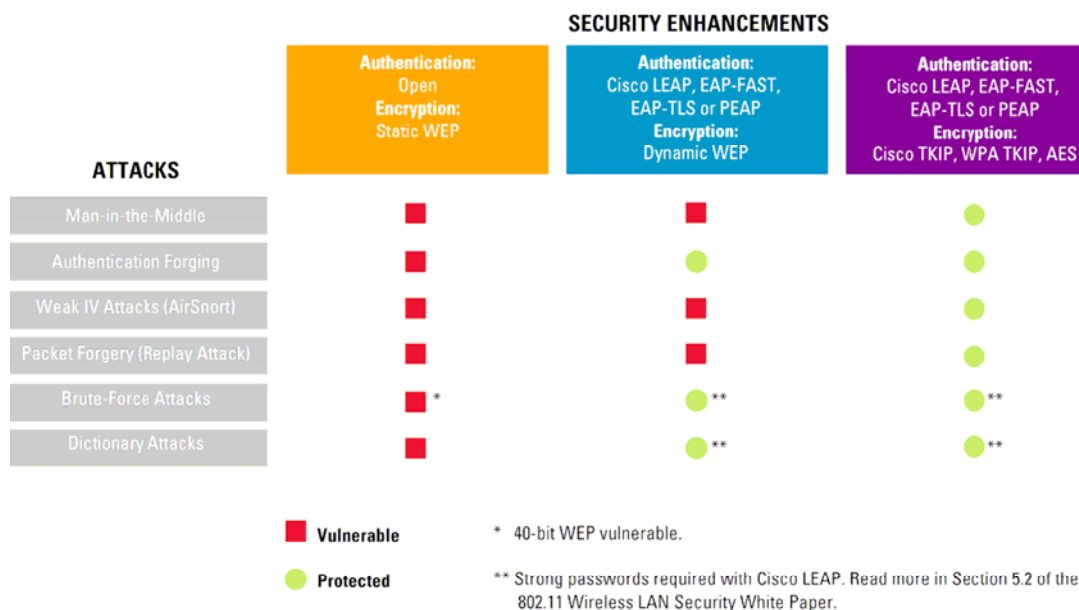 SECURITY ENHANCEMENTS
Authentication:
Open
Encryption:
Static WEP
Authentication:
Cisco LEAP, EAP-FAST,
EAP-TLS or PEAP
Encryption:
Dynamic WEP
Authentication:
Cisco LEAP, EAP-FAST,
EAP-TLS or PEAP
Encryption:
Cisco TKIP, WPA TKIP, AES
ATTACKS
Man-in-the-Middle
Authentication Forging
Weak IV Attacks (AirSnort)
Packet Forgery (Replay Attack)
Brute-Force Attacks * ** **
Dictionary Attacks ** **
Vulnerable
* 40-bit WEP vulnerable.
Protected
** Strong passwords required with Cisco LEAP. Read more in Section 5.2 of the
802.11 Wireless LAN Security White Paper.